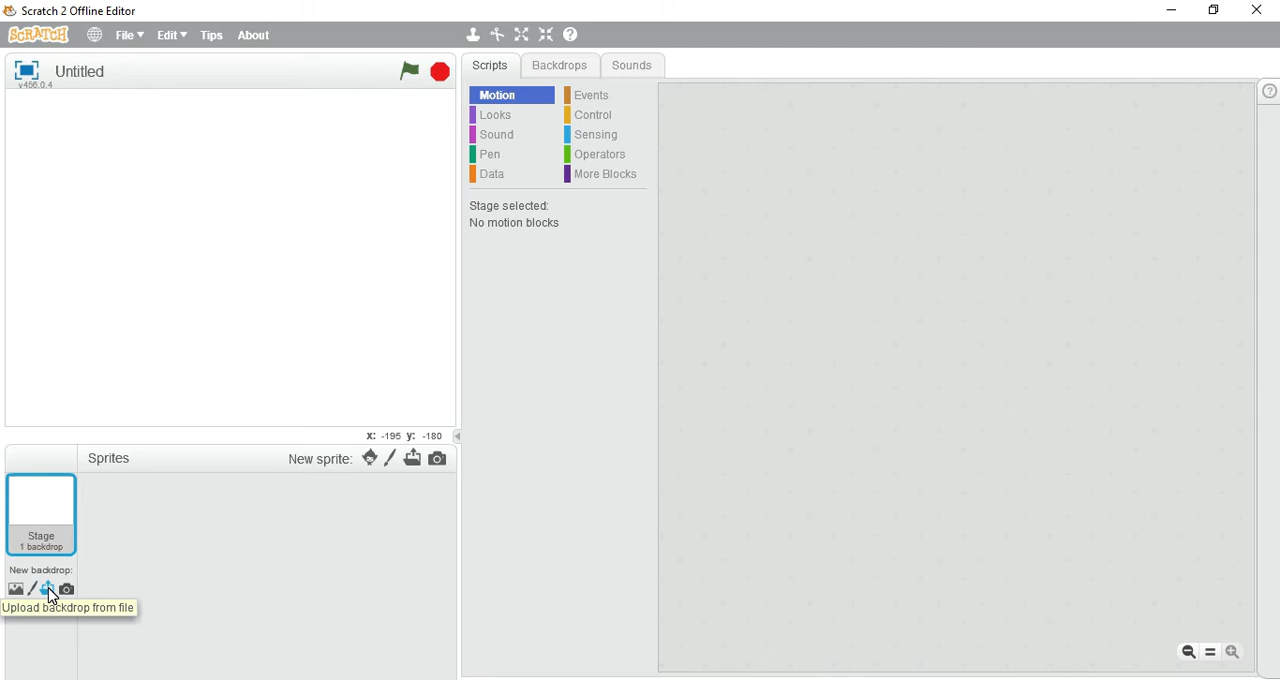 Scratch 2 Offline Editor
SCRATCH File Edit Tips About
Untitled
v456.0.4
Scripts Backdrops Sounds
Motion Events
Looks Control
Sound Sensing
Pen Operators
Data More Blocks
Stage selected:
No motion blocks
x: -195 y: -180
Sprites New sprite:
Stage
1 backdrop
New backdrop:
Upload backdrop from file